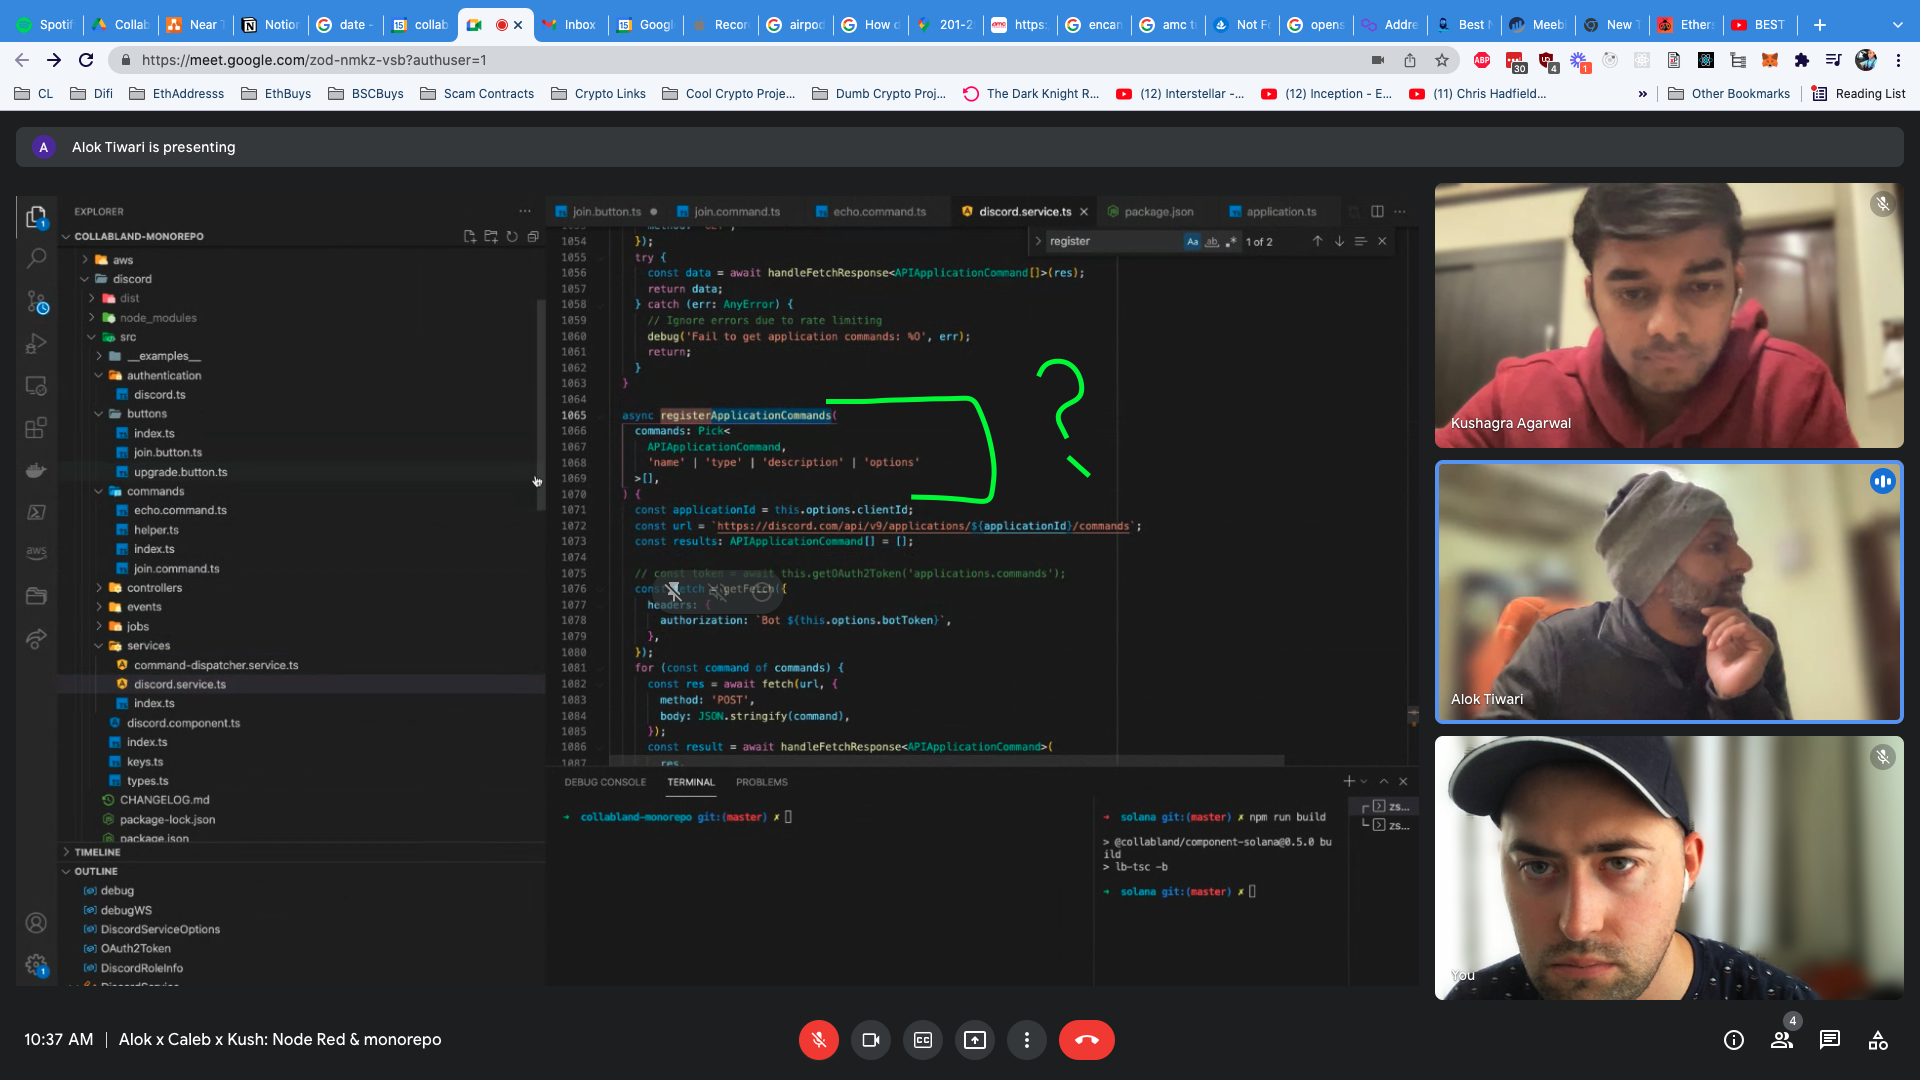 Spotif
Collab
Near T
Notion
date -
collab
Inbox
Googl
Record
airpod
How d
201-2
https:
encan
amc t
Not Fo
opens
Addre
Best N
Meebi
New T
Ethers
BEST
https://meet.google.com/zod-nmkz-vsb?authuser=1
CL
Difi
EthAddresss
EthBuys
BSCBuys
Scam Contracts
Crypto Links
Cool Crypto Proje...
Dumb Crypto Proj...
The Dark Knight R...
(12) Interstellar -...
(12) Inception - E...
(11) Chris Hadfield...
»
Other Bookmarks
Reading List
A
Alok Tiwari is presenting
EXPLORER
COLLABLAND-MONOREPO
aws
discord
dist
node_modules
src
__examples__
authentication
discord.ts
buttons
index.ts
join.button.ts
upgrade.button.ts
commands
echo.command.ts
helper.ts
index.ts
join.command.ts
controllers
events
jobs
services
command-dispatcher.service.ts
discord.service.ts
index.ts
discord.component.ts
index.ts
keys.ts
types.ts
CHANGELOG.md
package-lock.json
package.json
TIMELINE
OUTLINE
debug
debugWS
DiscordServiceOptions
OAuth2Token
DiscordRoleInfo
DiscordService
join.button.ts
join.command.ts
echo.command.ts
discord.service.ts
package.json
application.ts
register
Aa
ab
1 of 2
1054 });
1055 try {
1056 const data = await handleFetchResponse<APIApplicationCommand[]>(res);
1057 return data;
1058 } catch (err: AnyError) {
1059 // Ignore errors due to rate limiting
1060 debug('Fail to get application commands: %O', err);
1061 return;
1062 }
1063 }
1064
1065 async registerApplicationCommands(
1066 commands: Pick<
1067 APIApplicationCommand,
1068 'name' | 'type' | 'description' | 'options'
1069 >[],
1070 ) {
1071 const applicationId = this.options.clientId;
1072 const url = `https://discord.com/api/v9/applications/${applicationId}/commands`;
1073 const results: APIApplicationCommand[] = [];
1074
1075 // const token = await this.getOAuth2Token('applications.commands');
1076 const fetch = getFetch({
1077 headers: {
1078 authorization: `Bot ${this.options.botToken}`,
1079 },
1080 });
1081 for (const command of commands) {
1082 const res = await fetch(url, {
1083 method: 'POST',
1084 body: JSON.stringify(command),
1085 });
1086 const result = await handleFetchResponse<APIApplicationCommand>(
1087 res,
?
DEBUG CONSOLE
TERMINAL
PROBLEMS
→ collabland-monorepo git:(master) ✗
→ solana git:(master) ✗ npm run build
> @collabland/component-solana@0.5.0 bu
ild
> lb-tsc -b
→ solana git:(master) ✗
zs...
zs...
Kushagra Agarwal
Alok Tiwari
You
10:37 AM | Alok x Caleb x Kush: Node Red & monorepo
4